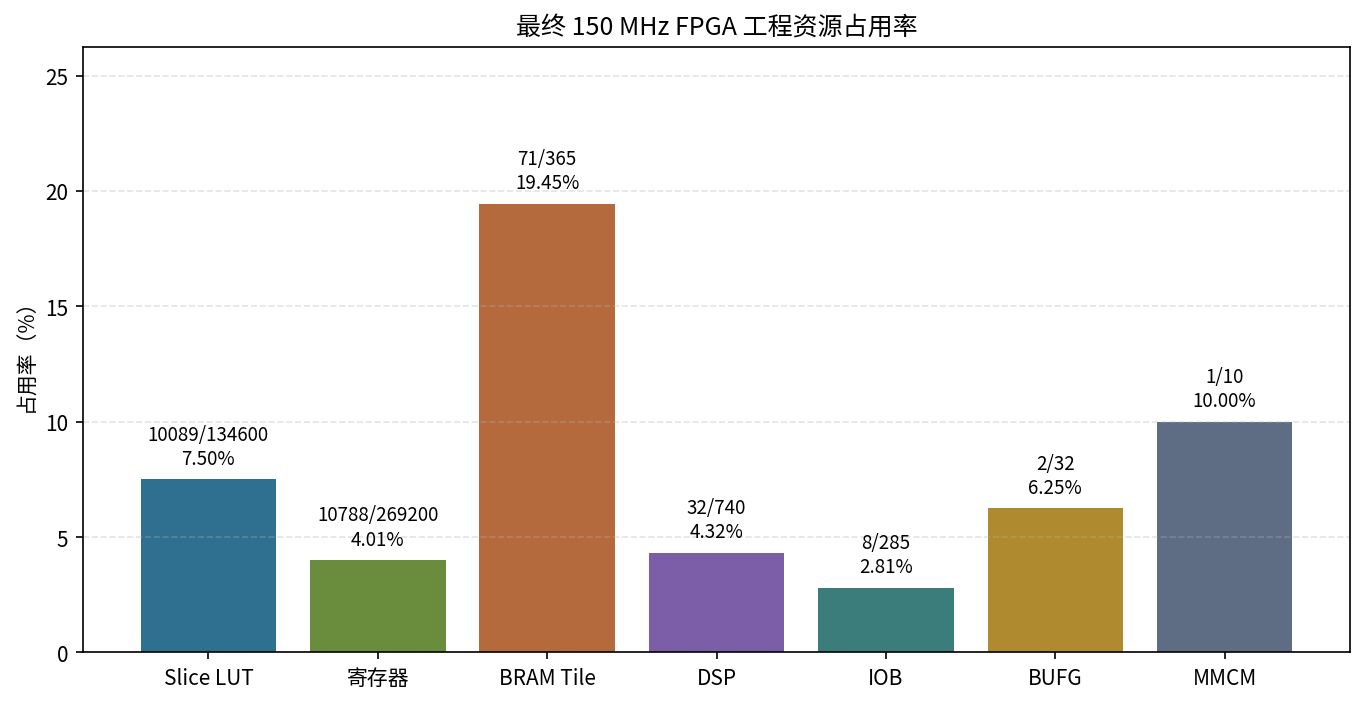 最终 150 MHz FPGA 工程资源占用率
占用率（%）
25
20
15
10
5
0
10089/134600
7.50%
10788/269200
4.01%
71/365
19.45%
32/740
4.32%
8/285
2.81%
2/32
6.25%
1/10
10.00%
Slice LUT
寄存器
BRAM Tile
DSP
IOB
BUFG
MMCM